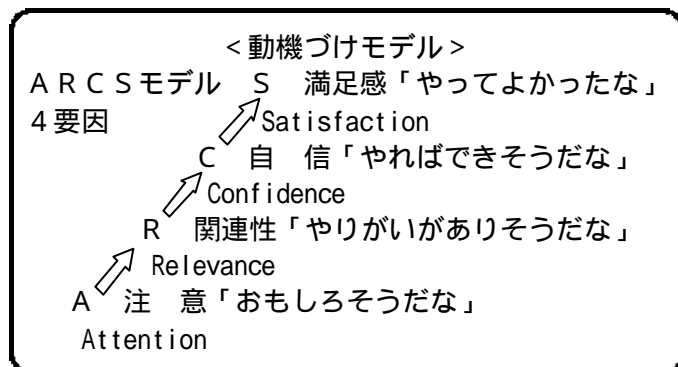 ＜動機づけモデル＞
ＡＲＣＳモデル　Ｓ　満足感「やってよかったな」
４要因　Satisfaction
Ｃ　自　信「やればできそうだな」
Confidence
Ｒ　関連性「やりがいがありそうだな」
Relevance
Ａ　注　意「おもしろそうだな」
Attention